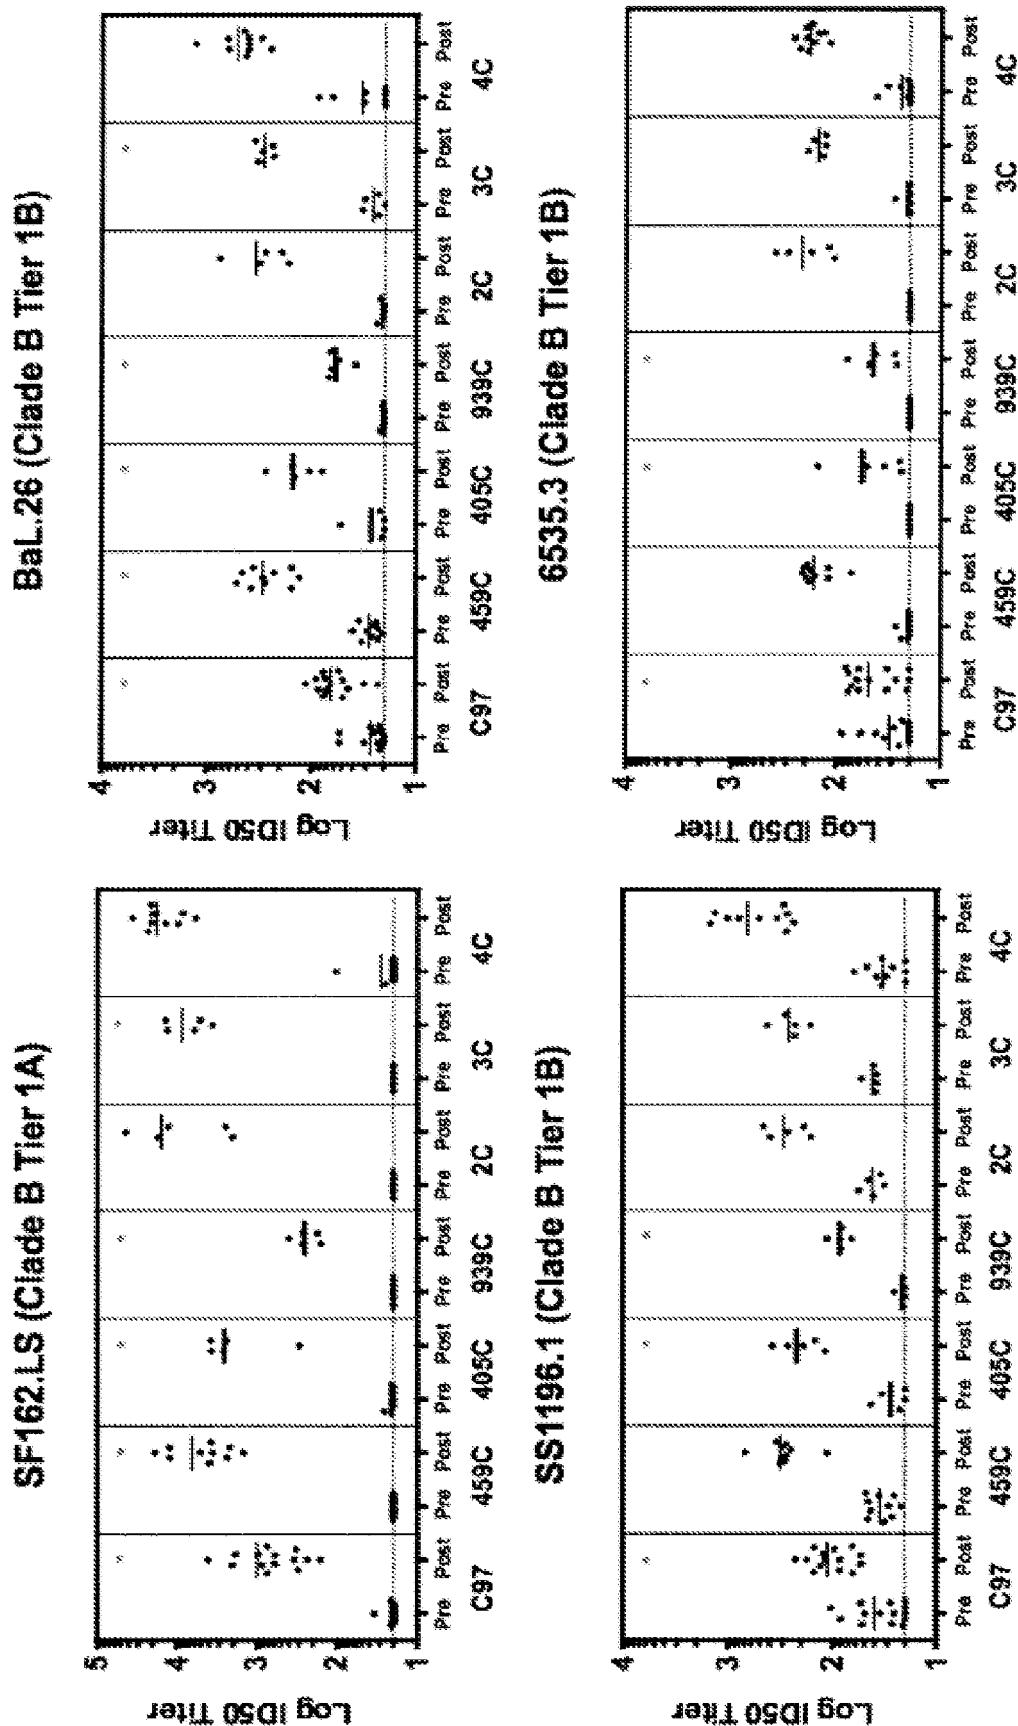 SF162.LS (Clade B Tier 1A)
Log ID50 Titer
5
4
3
2
1
Pre Post Pre Post Pre Post Pre Post Pre Post Pre Post Pre Post
C97 459C 405C 939C 2C 3C 4C
BaL.26 (Clade B Tier 1B)
Log ID50 Titer
4
3
2
1
Pre Post Pre Post Pre Post Pre Post Pre Post Pre Post Pre Post
C97 459C 405C 939C 2C 3C 4C
SS1196.1 (Clade B Tier 1B)
Log ID50 Titer
4
3
2
1
Pre Post Pre Post Pre Post Pre Post Pre Post Pre Post Pre Post
C97 459C 405C 939C 2C 3C 4C
6535.3 (Clade B Tier 1B)
Log ID50 Titer
4
3
2
1
Pre Post Pre Post Pre Post Pre Post Pre Post Pre Post Pre Post
C97 459C 405C 939C 2C 3C 4C